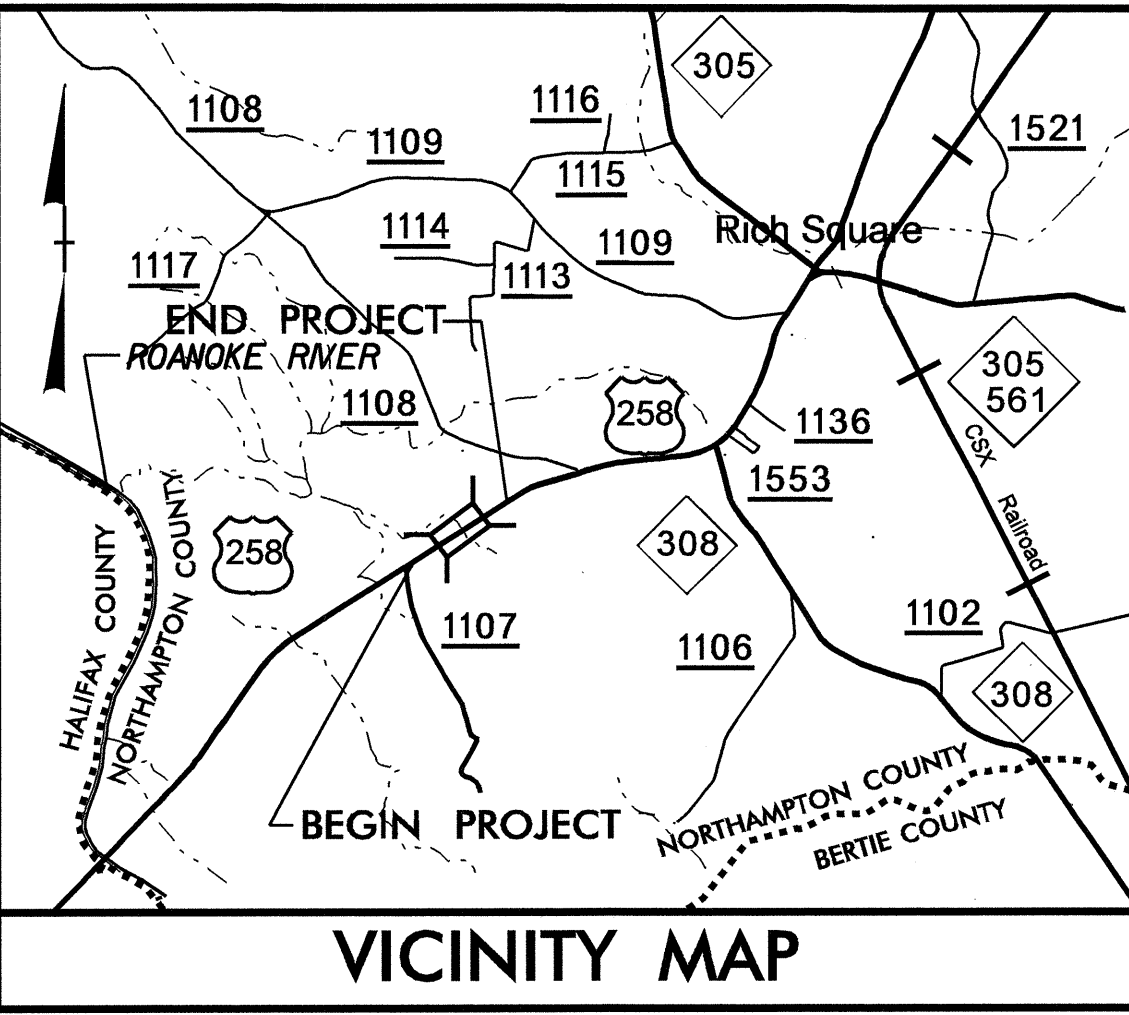 305
1108
1116
1109
1521
1115
1114
Rich Square
1109
1117
1113
END PROJECT
ROANOKE RIVER
305
561
1108
258
1136
CSX
1553
258
308
Railroad
HALIFAX COUNTY
NORTHAMPTON COUNTY
1107
1106
1102
308
BEGIN PROJECT
NORTHAMPTON COUNTY
BERTIE COUNTY
VICINITY MAP